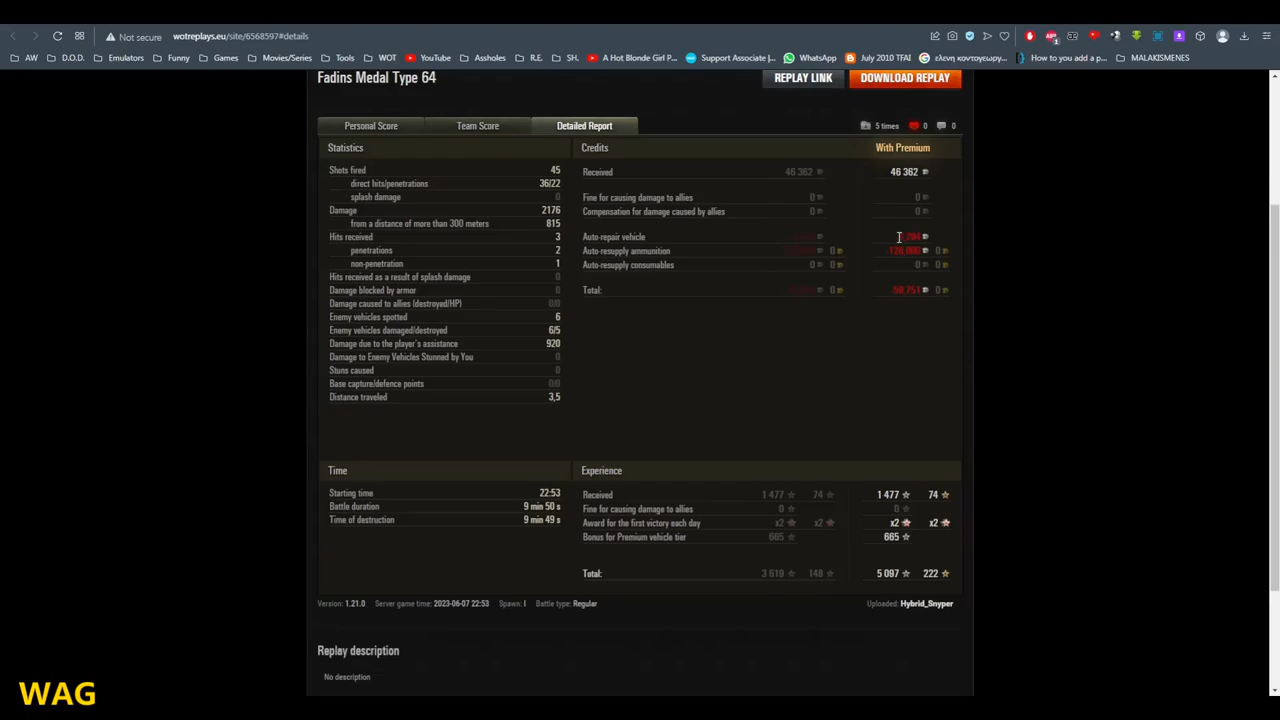 Not secure wotreplays.eu/site/6568597#details
AW D.O.D. Emulators Funny Games Movies/Series Tools WOT YouTube Assholes R.E. SH. A Hot Blonde Girl P... Support Associate |... WhatsApp July 2010 TFAI ελενη κοντογεωργ... How to you add a p... MALAKISMENES
Fadins Medal Type 64 REPLAY LINK DOWNLOAD REPLAY
Personal Score Team Score Detailed Report 5 times 0 0
Statistics Credits With Premium
Shots fired 45 Received 46 362 46 362
direct hits/penetrations 36/22
splash damage 0 Fine for causing damage to allies 0 0
Damage 2176 Compensation for damage caused by allies 0 0
from a distance of more than 300 meters 815
Hits received 3 Auto-repair vehicle
penetrations 2 Auto-resupply ammunition 0 0
non-penetration 1 Auto-resupply consumables 0 0 0 0
Hits received as a result of splash damage 0
Damage blocked by armor 0 Total: 0 0
Damage caused to allies (destroyed/HP) 0/0
Enemy vehicles spotted 6
Enemy vehicles damaged/destroyed 6/5
Damage due to the player's assistance 920
Damage to Enemy Vehicles Stunned by You 0
Stuns caused 0
Base capture/defence points 0/0
Distance traveled 3,5
Time Experience
Starting time 22:53 Received 1 477 74 1 477 74
Battle duration 9 min 50 s Fine for causing damage to allies 0 0
Time of destruction 9 min 49 s Award for the first victory each day x2 x2 x2 x2
Bonus for Premium vehicle tier 665 665
Total: 3 619 148 5 097 222
Version: 1.21.0 Server game time: 2023-06-07 22:53 Spawn: I Battle type: Regular Uploaded: Hybrid_Snyper
Replay description
No description
WAG